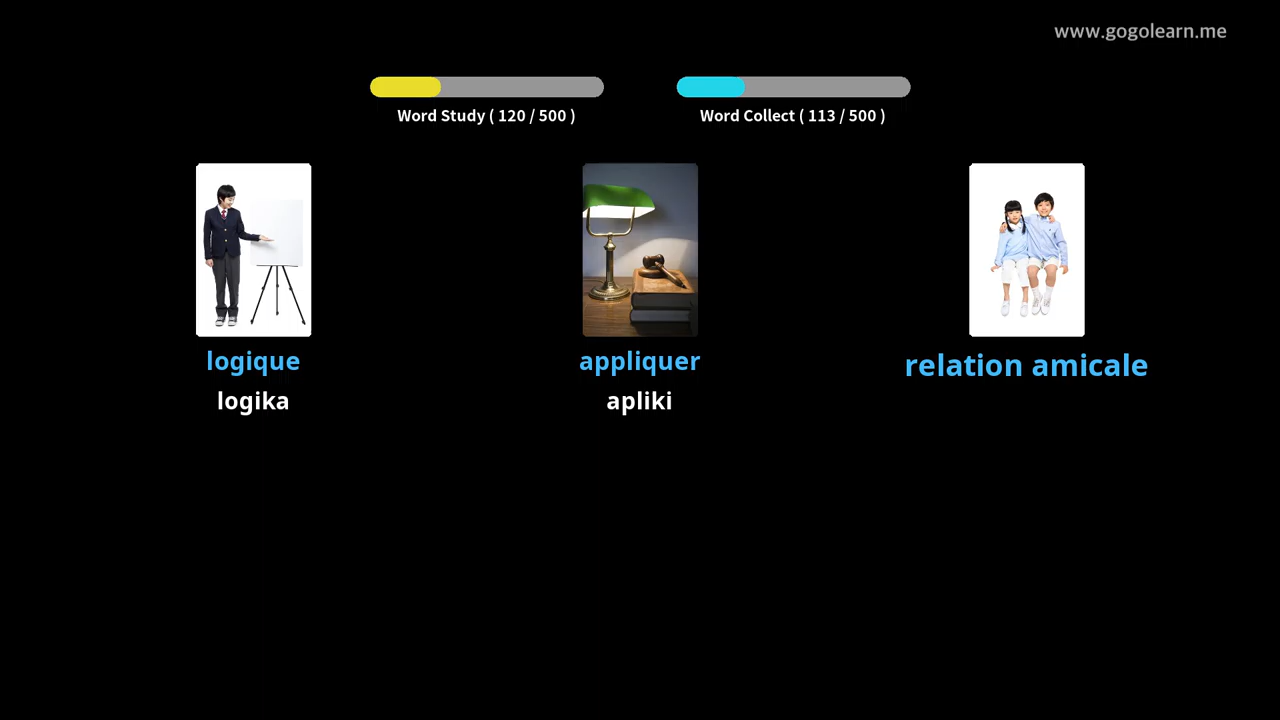 www.gogolearn.me
Word Study ( 120 / 500 )
Word Collect ( 113 / 500 )
logique
appliquer
relation amicale
logika
apliki